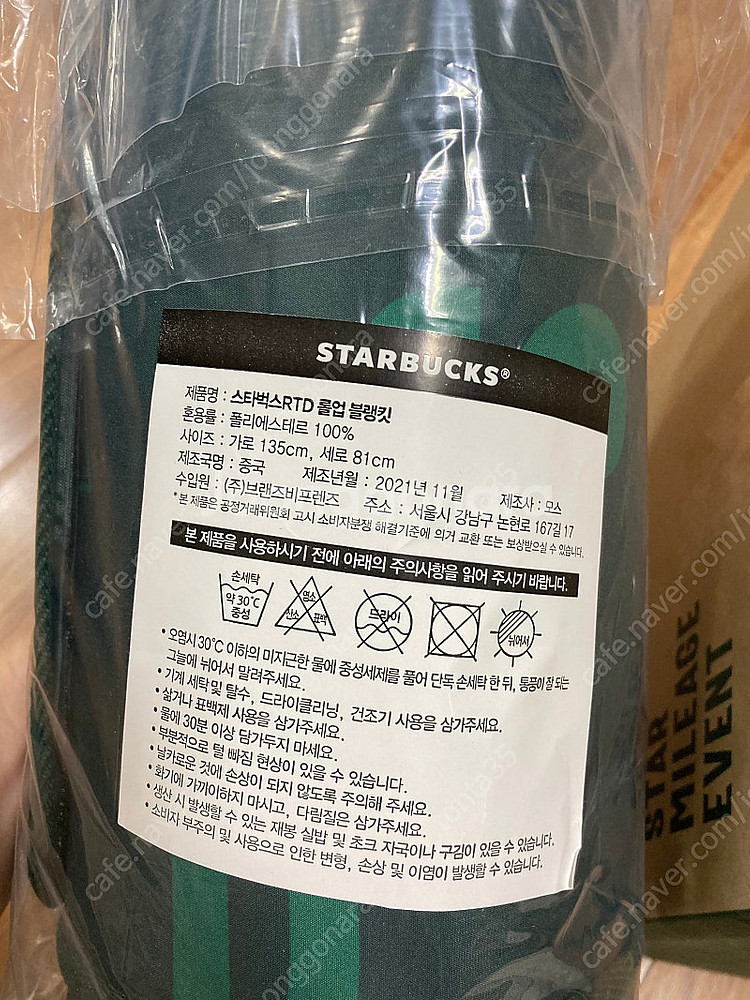 STARBUCKS®
제품명 : 스타벅스RTD 롤업 블랭킷
혼용률 : 폴리에스테르 100%
사이즈 : 가로 135cm, 세로 81cm
제조국명 : 중국 제조년월 : 2021년 11월 제조사 : 모스
수입원 : (주)브랜즈비프렌즈 주소 : 서울시 강남구 논현로 167길 17
*본 제품은 공정거래위원회 고시 소비자분쟁 해결기준에 의거 교환 또는 보상받으실 수 있습니다.
본 제품을 사용하시기 전에 아래의 주의사항을 읽어 주시기 바랍니다.
손세탁
약 30℃
중성
염소
산소 표백
드라이
뉘어서
• 오염시 30℃ 이하의 미지근한 물에 중성세제를 풀어 단독 손세탁 한 뒤, 통풍이 잘 되는
그늘에 뉘어서 말려주세요.
• 기계 세탁 및 탈수, 드라이클리닝, 건조기 사용을 삼가주세요.
• 삶거나 표백제 사용을 삼가주세요.
• 물에 30분 이상 담가두지 마세요.
• 부분적으로 털 빠짐 현상이 있을 수 있습니다.
• 날카로운 것에 손상이 되지 않도록 주의해 주세요.
• 화기에 가까이하지 마시고, 다림질은 삼가주세요.
• 생산 시 발생할 수 있는 재봉 실밥 및 초크 자국이나 구김이 있을 수 있습니다.
• 소비자 부주의 및 사용으로 인한 변형, 손상 및 이염이 발생할 수 있습니다.
STAR
MILEAGE
EVENT
cafe.naver.com/joonggonara